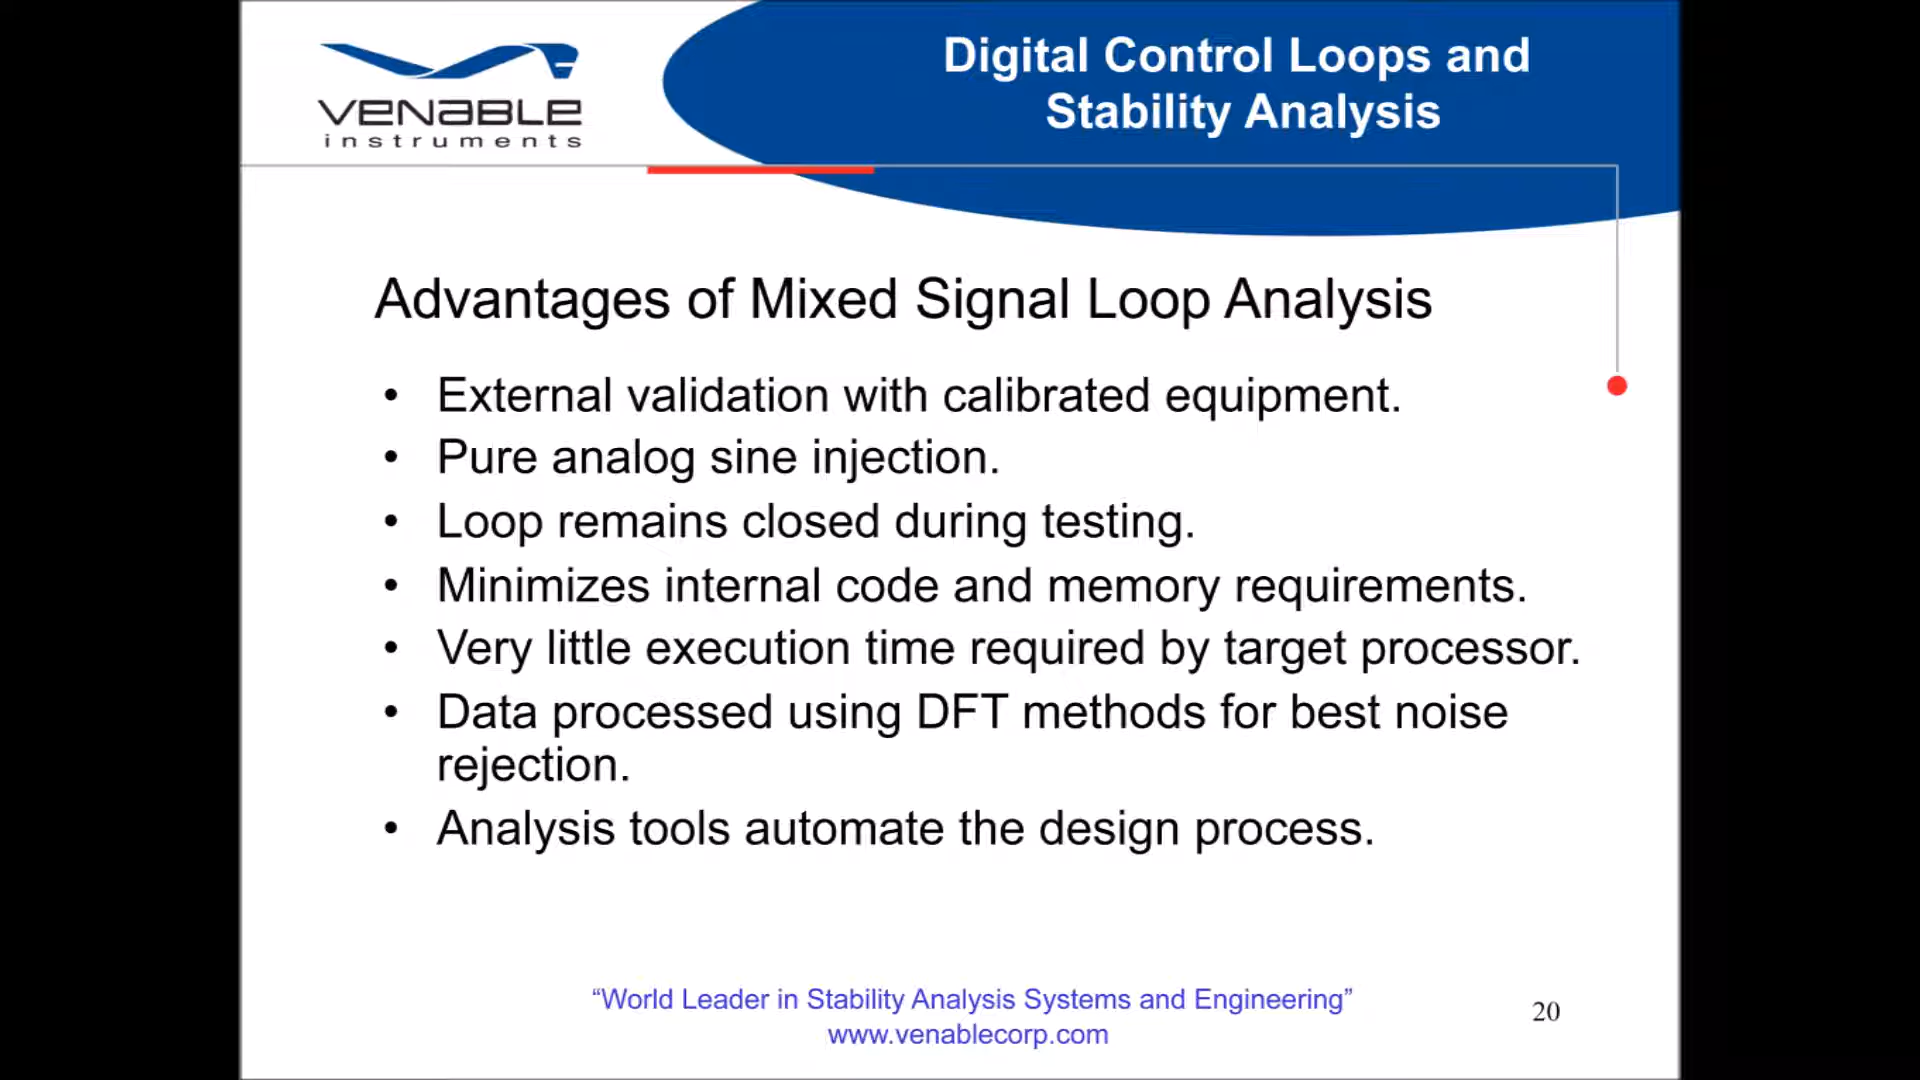 VENABLE
instruments
Digital Control Loops and
Stability Analysis
Advantages of Mixed Signal Loop Analysis
• External validation with calibrated equipment.
• Pure analog sine injection.
• Loop remains closed during testing.
• Minimizes internal code and memory requirements.
• Very little execution time required by target processor.
• Data processed using DFT methods for best noise
rejection.
• Analysis tools automate the design process.
“World Leader in Stability Analysis Systems and Engineering”
www.venablecorp.com
20